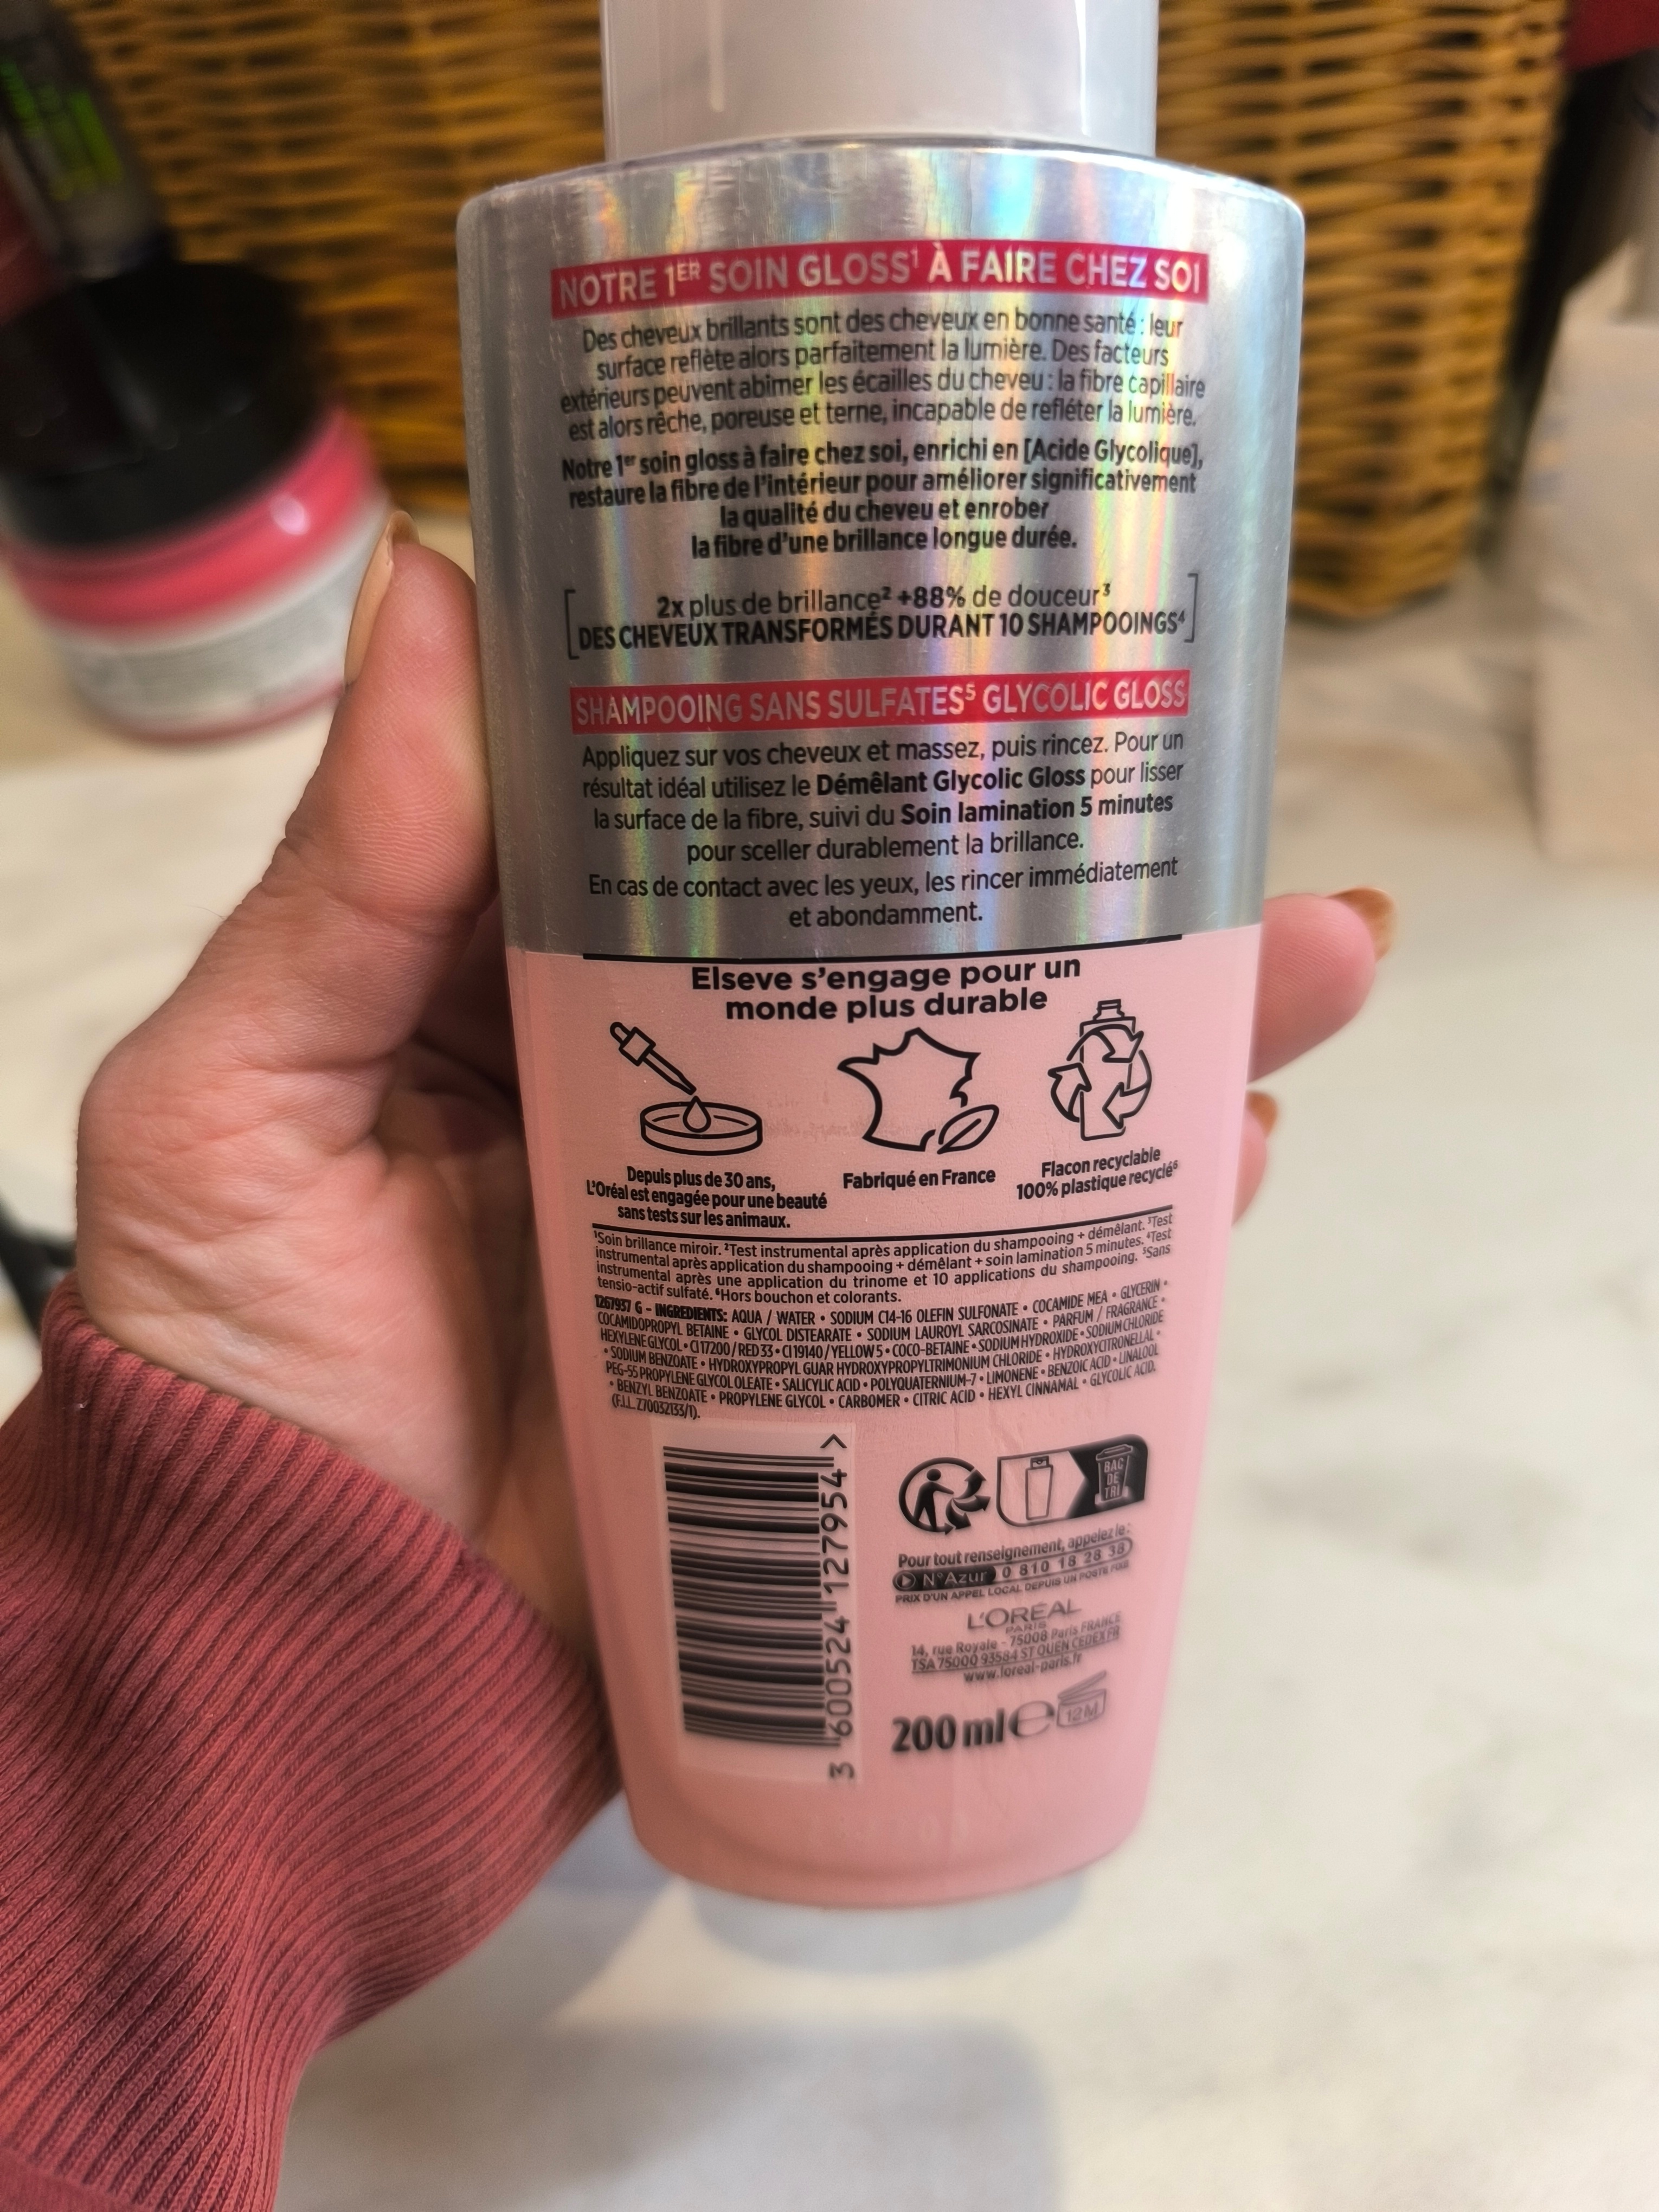 NOTRE 1ER SOIN GLOSS¹ À FAIRE CHEZ SOI
Des cheveux brillants sont des cheveux en bonne santé : leur
surface reflète alors parfaitement la lumière. Des facteurs
extérieurs peuvent abimer les écailles du cheveu : la fibre capillaire
est alors rêche, poreuse et terne, incapable de refléter la lumière.
Notre 1er soin gloss à faire chez soi, enrichi en [Acide Glycolique],
restaure la fibre de l'intérieur pour améliorer significativement
la qualité du cheveu et enrober
la fibre d'une brillance longue durée.
2x plus de brillance² +88% de douceur³
DES CHEVEUX TRANSFORMÉS DURANT 10 SHAMPOOINGS⁴
SHAMPOOING SANS SULFATES⁵ GLYCOLIC GLOSS
Appliquez sur vos cheveux et massez, puis rincez. Pour un
résultat idéal utilisez le Démêlant Glycolic Gloss pour lisser
la surface de la fibre, suivi du Soin lamination 5 minutes
pour sceller durablement la brillance.
En cas de contact avec les yeux, les rincer immédiatement
et abondamment.
Elseve s'engage pour un
monde plus durable
Depuis plus de 30 ans,
L'Oréal est engagée pour une beauté
sans tests sur les animaux.
Fabriqué en France
Flacon recyclable
100% plastique recyclé⁶
¹Soin brillance miroir. ²Test instrumental après application du shampooing + démêlant. ³Test
instrumental après application du shampooing + démêlant + soin lamination 5 minutes. ⁴Test
instrumental après une application du trinome et 10 applications du shampooing. ⁵Sans
tensio-actif sulfaté. ⁶Hors bouchon et colorants.
1267937 G - INGREDIENTS: AQUA / WATER • SODIUM C14-16 OLEFIN SULFONATE • COCAMIDE MEA • GLYCERIN •
COCAMIDOPROPYL BETAINE • GLYCOL DISTEARATE • SODIUM LAUROYL SARCOSINATE • PARFUM / FRAGRANCE •
HEXYLENE GLYCOL • CI 17200 / RED 33 • CI 19140 / YELLOW 5 • COCO-BETAINE • SODIUM HYDROXIDE • SODIUM CHLORIDE
• SODIUM BENZOATE • HYDROXYPROPYL GUAR HYDROXYPROPYLTRIMONIUM CHLORIDE • HYDROXYCITRONELLAL •
PEG-55 PROPYLENE GLYCOL OLEATE • SALICYLIC ACID • POLYQUATERNIUM-7 • LIMONENE • BENZOIC ACID • LINALOOL
• BENZYL BENZOATE • PROPYLENE GLYCOL • CARBOMER • CITRIC ACID • HEXYL CINNAMAL • GLYCOLIC ACID.
(F.I.L. Z70032133/1).
3 600524 127954 >
BAC
DE
TRI
Pour tout renseignement, appelez le :
N°Azur 0 810 18 28 38
PRIX D'UN APPEL LOCAL DEPUIS UN POSTE FIXE
L'ORÉAL
PARIS
14, rue Royale - 75008 Paris FRANCE
TSA 75000 93584 ST OUEN CEDEX FR
www.loreal-paris.fr
200 ml e
12M